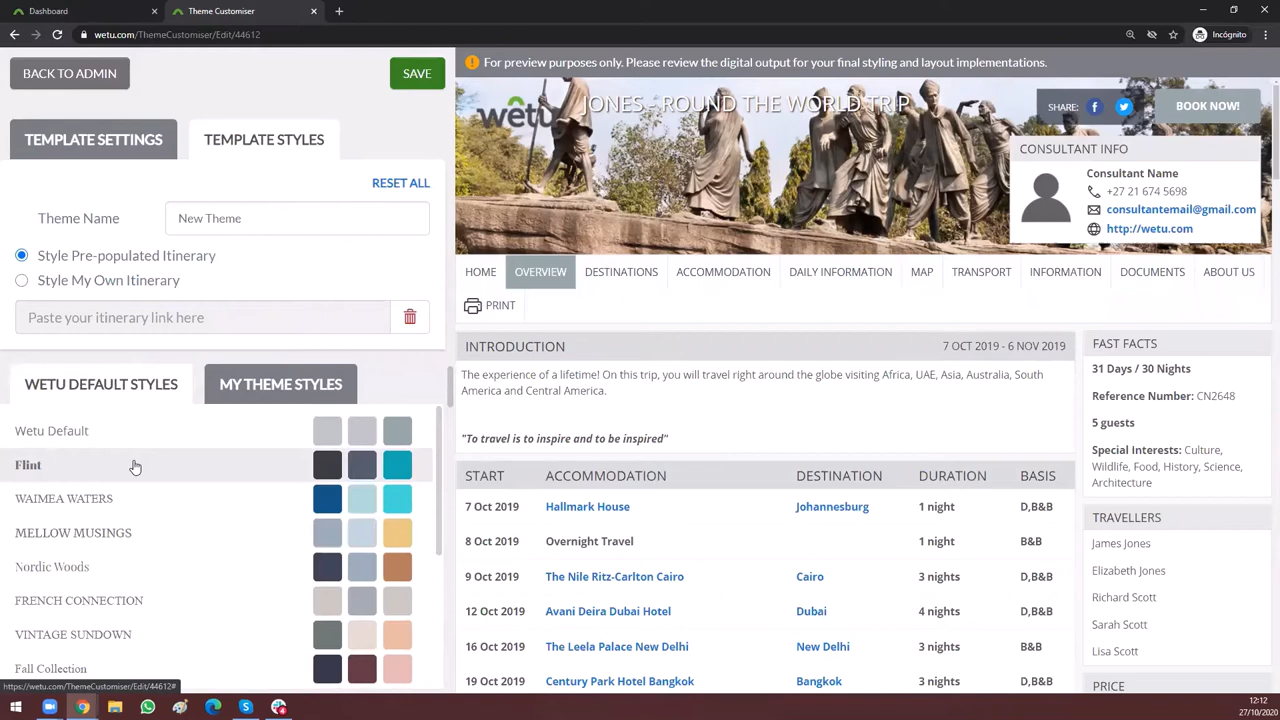 Dashboard
Theme Customiser
wetu.com/ThemeCustomiser/Edit/44612
Incógnito
BACK TO ADMIN
SAVE
TEMPLATE SETTINGS
TEMPLATE STYLES
RESET ALL
Theme Name
New Theme
Style Pre-populated Itinerary
Style My Own Itinerary
Paste your itinerary link here
WETU DEFAULT STYLES
MY THEME STYLES
Wetu Default
Flint
WAIMEA WATERS
MELLOW MUSINGS
Nordic Woods
FRENCH CONNECTION
VINTAGE SUNDOWN
Fall Collection
https://wetu.com/ThemeCustomiser/Edit/44612#
For preview purposes only. Please review the digital output for your final styling and layout implementations.
wetu
JONES - ROUND THE WORLD TRIP
SHARE:
BOOK NOW!
CONSULTANT INFO
Consultant Name
+27 21 674 5698
consultantemail@gmail.com
http://wetu.com
HOME OVERVIEW DESTINATIONS ACCOMMODATION DAILY INFORMATION MAP TRANSPORT INFORMATION DOCUMENTS ABOUT US
PRINT
INTRODUCTION 7 OCT 2019 - 6 NOV 2019
The experience of a lifetime! On this trip, you will travel right around the globe visiting Africa, UAE, Asia, Australia, South
America and Central America.
"To travel is to inspire and to be inspired"
START ACCOMMODATION DESTINATION DURATION BASIS
7 Oct 2019 Hallmark House Johannesburg 1 night D,B&B
8 Oct 2019 Overnight Travel 1 night B&B
9 Oct 2019 The Nile Ritz-Carlton Cairo Cairo 3 nights D,B&B
12 Oct 2019 Avani Deira Dubai Hotel Dubai 4 nights D,B&B
16 Oct 2019 The Leela Palace New Delhi New Delhi 3 nights B&B
19 Oct 2019 Century Park Hotel Bangkok Bangkok 3 nights D,B&B
FAST FACTS
31 Days / 30 Nights
Reference Number: CN2648
5 guests
Special Interests: Culture,
Wildlife, Food, History, Science,
Architecture
TRAVELLERS
James Jones
Elizabeth Jones
Richard Scott
Sarah Scott
Lisa Scott
PRICE
12:12
27/10/2020